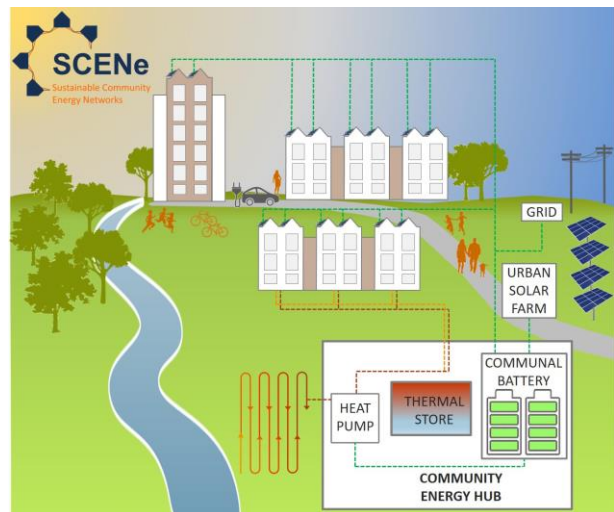 SCENe
Sustainable Community
Energy Networks
GRID
URBAN
SOLAR
FARM
COMMUNAL
BATTERY
HEAT
PUMP
THERMAL
STORE
COMMUNITY
ENERGY HUB